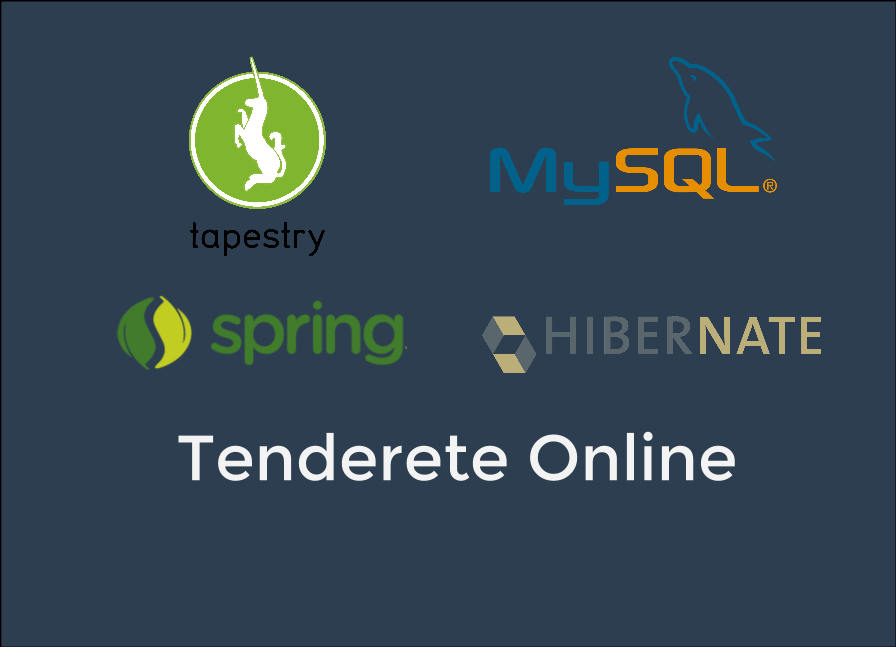 tapestry
MySQL®
spring
HIBERNATE
Tenderete Online